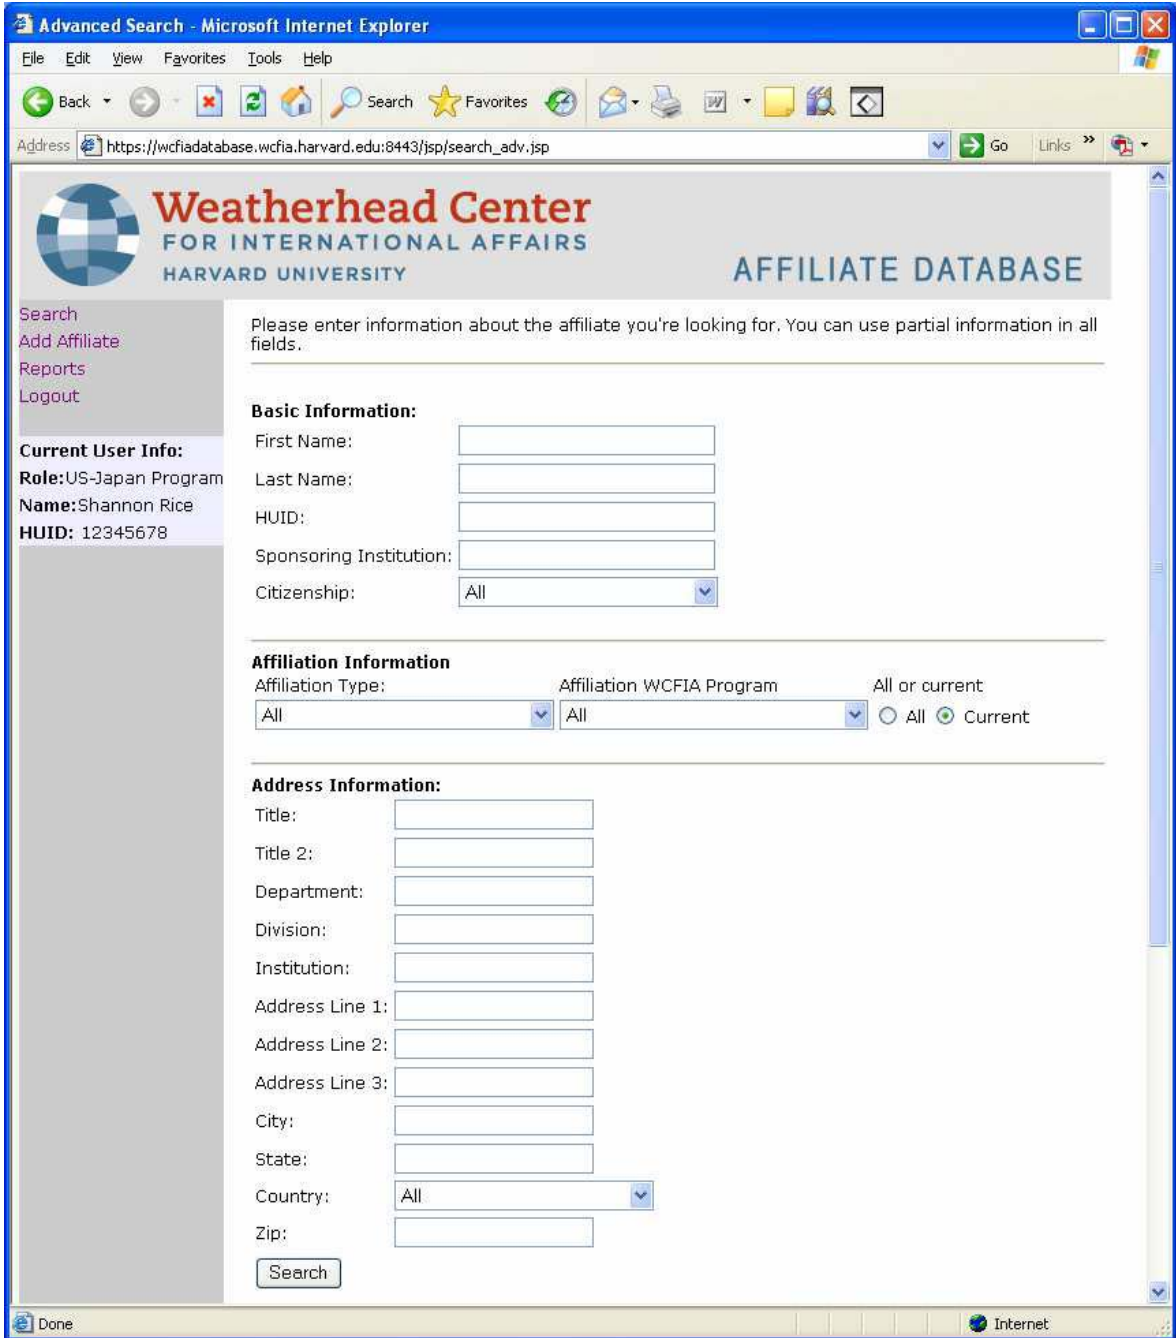 Advanced Search - Microsoft Internet Explorer
File Edit View Favorites Tools Help
Back Search Favorites
Address https://wcfiadatabase.wcfia.harvard.edu:8443/jsp/search_adv.jsp Go Links »
Weatherhead Center
FOR INTERNATIONAL AFFAIRS
HARVARD UNIVERSITY
AFFILIATE DATABASE
Search
Add Affiliate
Reports
Logout
Current User Info:
Role:US-Japan Program
Name:Shannon Rice
HUID: 12345678
Please enter information about the affiliate you're looking for. You can use partial information in all
fields.
Basic Information:
First Name:
Last Name:
HUID:
Sponsoring Institution:
Citizenship: All
Affiliation Information
Affiliation Type: Affiliation WCFIA Program All or current
All All All Current
Address Information:
Title:
Title 2:
Department:
Division:
Institution:
Address Line 1:
Address Line 2:
Address Line 3:
City:
State:
Country: All
Zip:
Search
Done Internet